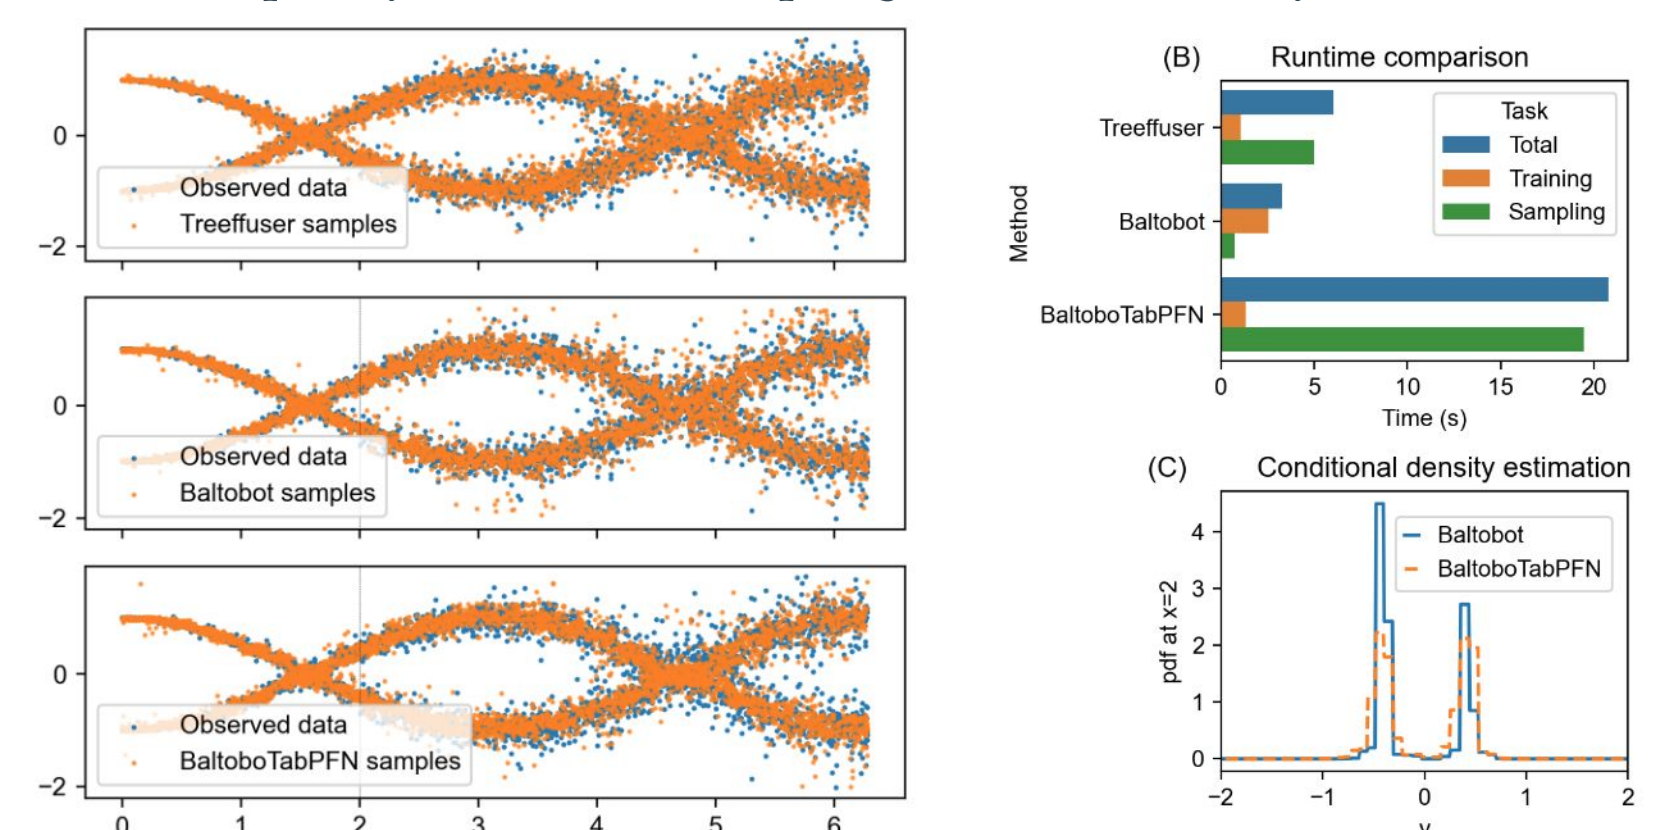 0
−2
Observed data
Treeffuser samples
0
−2
Observed data
Baltobot samples
0
−2
Observed data
BaltoboTabPFN samples
0 1 2 3 4 5 6
(B) Runtime comparison
Method
Treeffuser
Baltobot
BaltoboTabPFN
Task
Total
Training
Sampling
0 5 10 15 20
Time (s)
(C) Conditional density estimation
pdf at x=2
4
3
2
1
0
Baltobot
BaltoboTabPFN
−2 −1 0 1 2